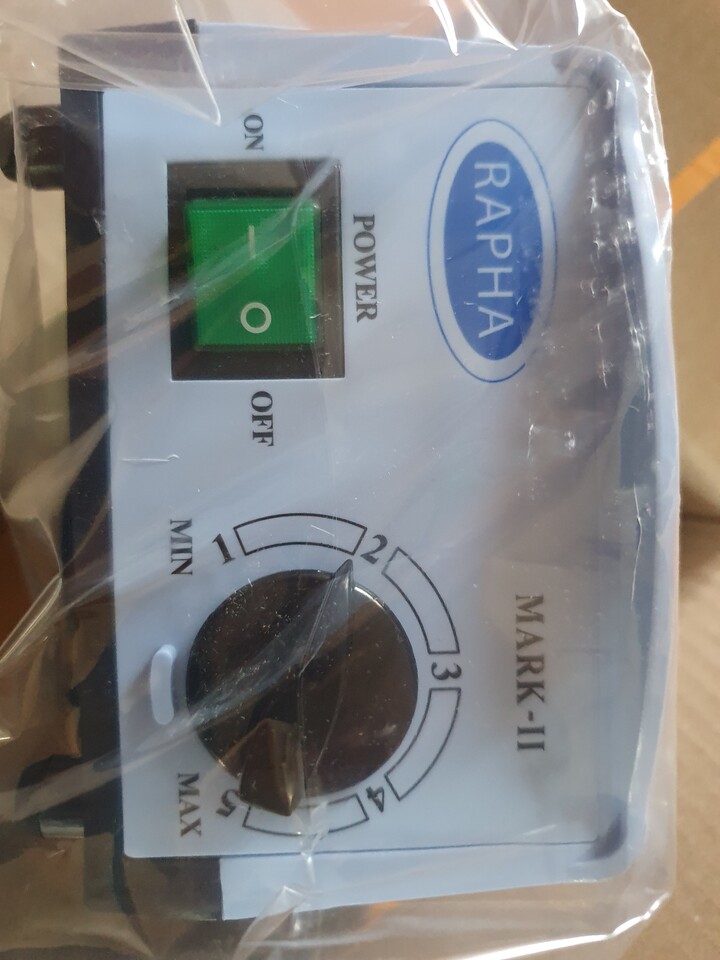 RAPHA
MARK-II
POWER
ON
OFF
— O
1
2
3
4
5
MIN
MAX